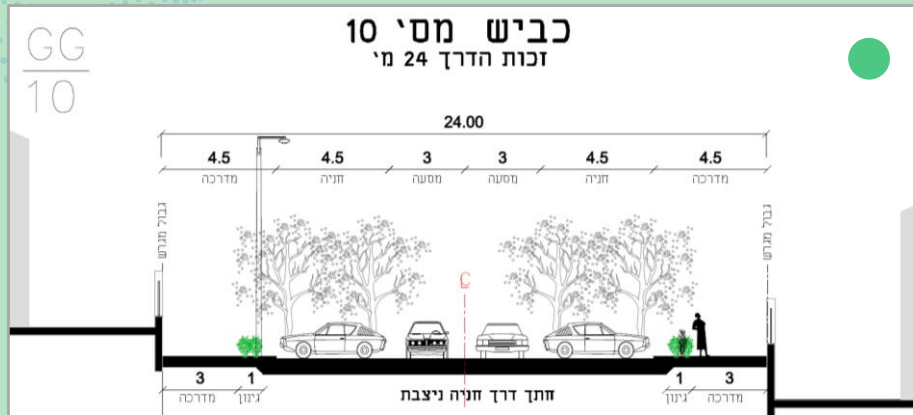 כביש מס' 10
זכות הדרך 24 מ'
GG
10
24.00
4.5 4.5 3 3 4.5 4.5
מדרכה חניה מסעה מסעה חניה מדרכה
גבול מגרש
גבול מגרש
℄
3 1 1 3
מדרכה גינון גינון מדרכה
חתך דרך חניה ניצבת